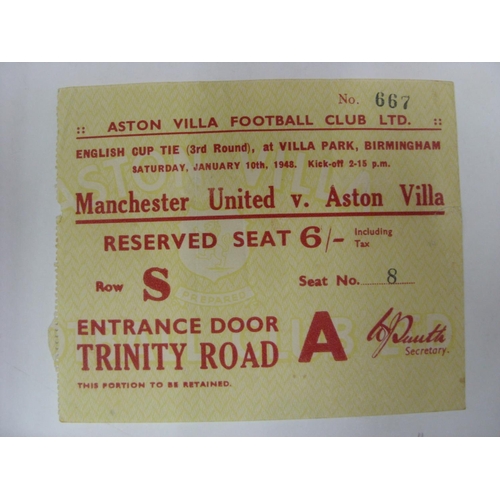 No. 667
:: ASTON VILLA FOOTBALL CLUB LTD. ::
ENGLISH CUP TIE (3rd Round), at VILLA PARK, BIRMINGHAM
SATURDAY, JANUARY 10th, 1948. Kick-off 2-15 p.m.
Manchester United v. Aston Villa
RESERVED SEAT 6/- Including Tax
Row S Seat No. 8
ENTRANCE DOOR A
TRINITY ROAD
Secretary.
THIS PORTION TO BE RETAINED.
PREPARED